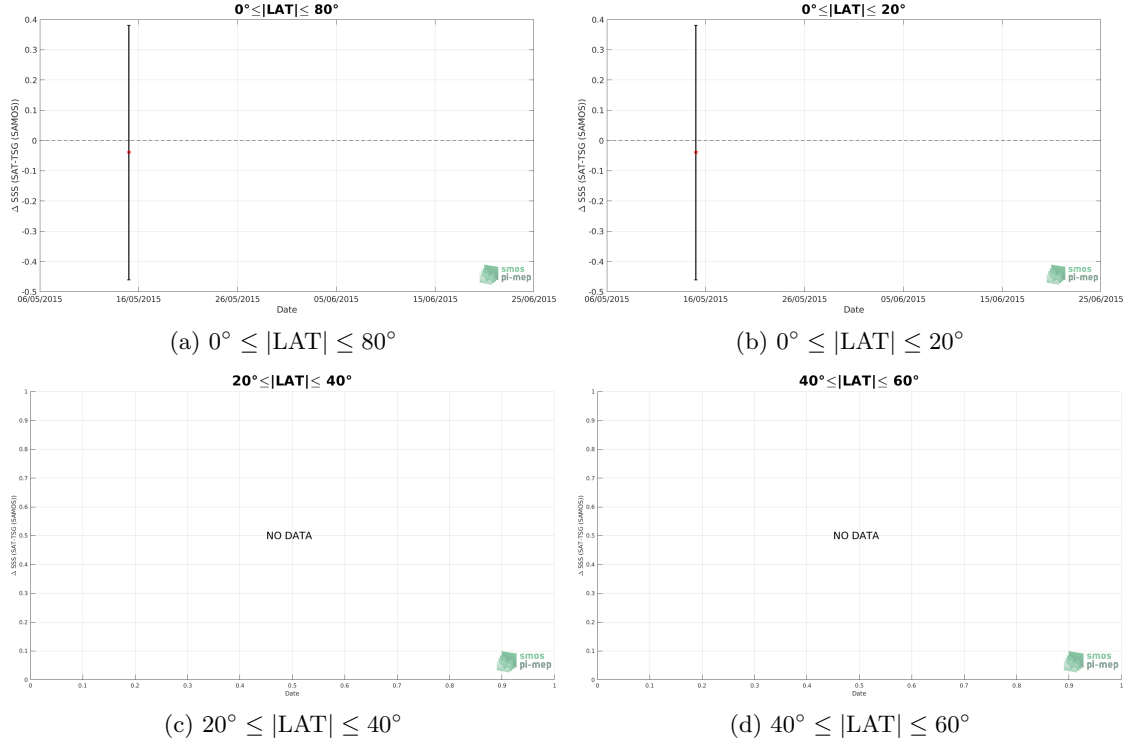 0°≤|LAT|≤ 80°
Δ SSS (SAT-TSG (SAMOS))
0.4
0.3
0.2
0.1
0
-0.1
-0.2
-0.3
-0.4
-0.5
06/05/2015 16/05/2015 26/05/2015 05/06/2015 15/06/2015 25/06/2015
Date
smos
pi-mep
(a) 0° ≤ |LAT| ≤ 80°
0°≤|LAT|≤ 20°
Δ SSS (SAT-TSG (SAMOS))
0.4
0.3
0.2
0.1
0
-0.1
-0.2
-0.3
-0.4
-0.5
06/05/2015 16/05/2015 26/05/2015 05/06/2015 15/06/2015 25/06/2015
Date
smos
pi-mep
(b) 0° ≤ |LAT| ≤ 20°
20°≤|LAT|≤ 40°
Δ SSS (SAT-TSG (SAMOS))
1
0.9
0.8
0.7
0.6
0.5
0.4
0.3
0.2
0.1
0
NO DATA
0 0.1 0.2 0.3 0.4 0.5 0.6 0.7 0.8 0.9 1
Date
smos
pi-mep
(c) 20° ≤ |LAT| ≤ 40°
40°≤|LAT|≤ 60°
Δ SSS (SAT-TSG (SAMOS))
1
0.9
0.8
0.7
0.6
0.5
0.4
0.3
0.2
0.1
0
NO DATA
0 0.1 0.2 0.3 0.4 0.5 0.6 0.7 0.8 0.9 1
Date
smos
pi-mep
(d) 40° ≤ |LAT| ≤ 60°